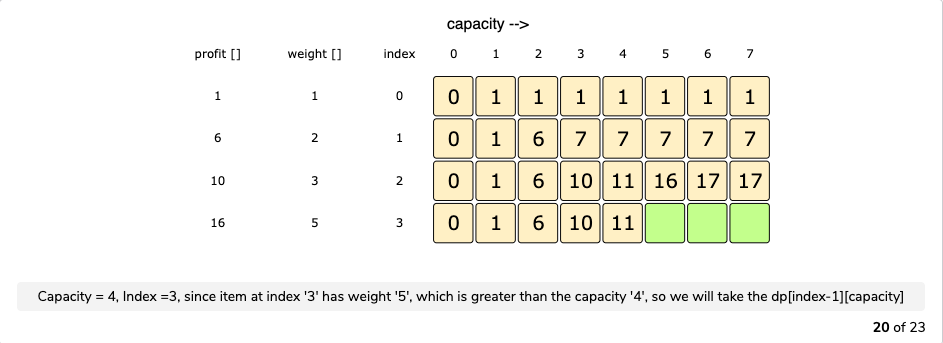 capacity -->
profit [] weight [] index 0 1 2 3 4 5 6 7
1 1 0 0 1 1 1 1 1 1 1
6 2 1 0 1 6 7 7 7 7 7
10 3 2 0 1 6 10 11 16 17 17
16 5 3 0 1 6 10 11
Capacity = 4, Index =3, since item at index '3' has weight '5', which is greater than the capacity '4', so we will take the dp[index-1][capacity]
20 of 23